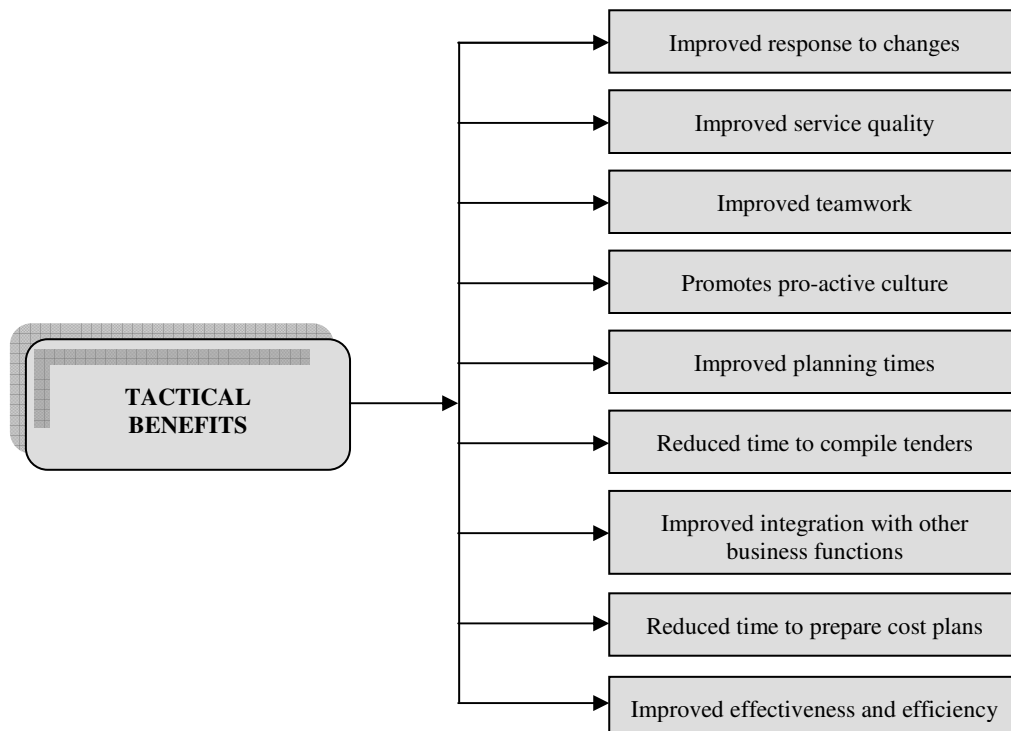 Improved response to changes
Improved service quality
Improved teamwork
Promotes pro-active culture
Improved planning times
TACTICAL
BENEFITS
Reduced time to compile tenders
Improved integration with other
business functions
Reduced time to prepare cost plans
Improved effectiveness and efficiency